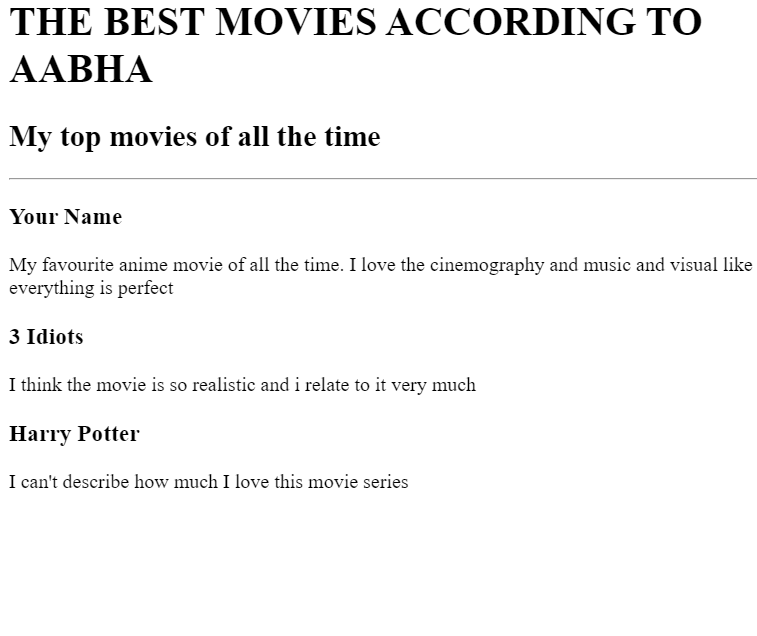 THE BEST MOVIES ACCORDING TO
AABHA
My top movies of all the time
Your Name
My favourite anime movie of all the time. I love the cinemography and music and visual like
everything is perfect
3 Idiots
I think the movie is so realistic and i relate to it very much
Harry Potter
I can't describe how much I love this movie series